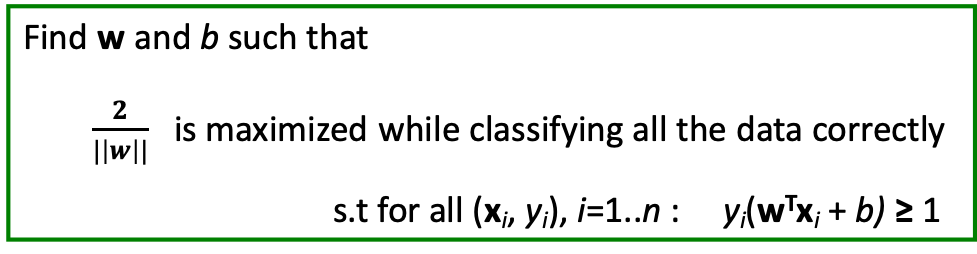 Find w and b such that
2/||w|| is maximized while classifying all the data correctly
s.t for all (xᵢ, yᵢ), i=1..n : yᵢ(wᵀxᵢ + b) ≥ 1